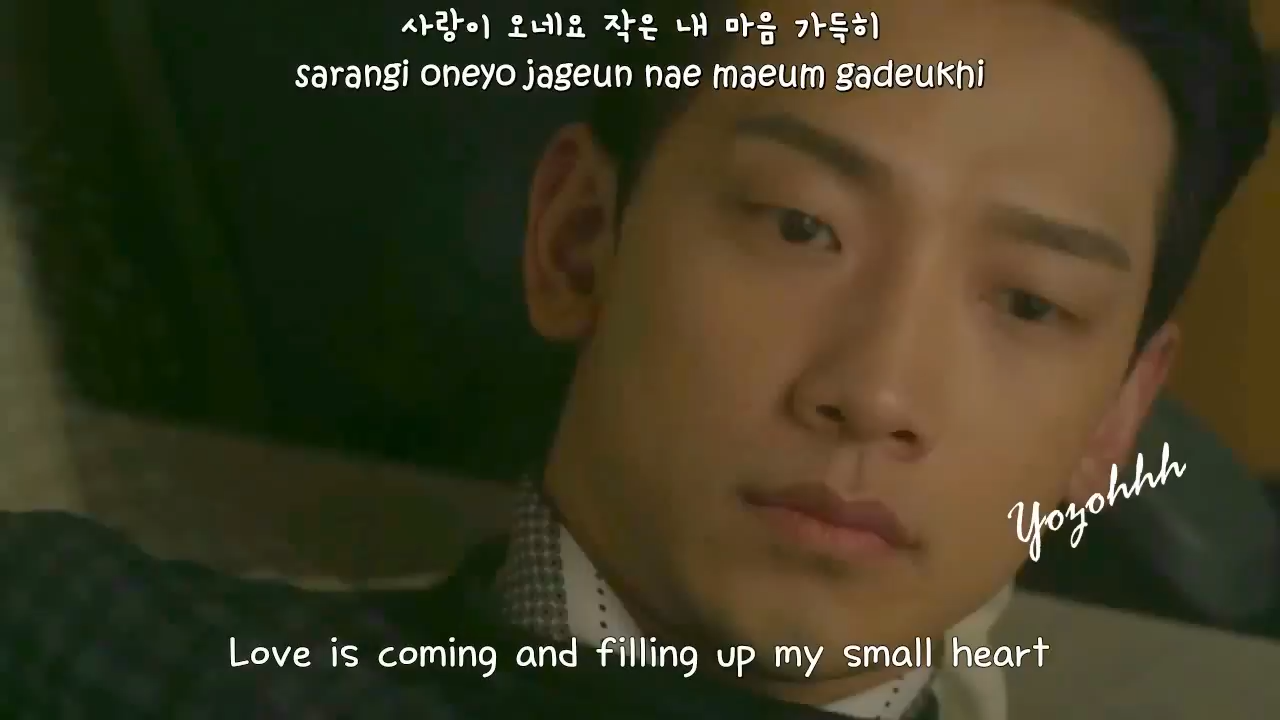 사랑이 오네요 작은 내 마음 가득히
sarangi oneyo jageun nae maeum gadeukhi
Yozohhh
Love is coming and filling up my small heart